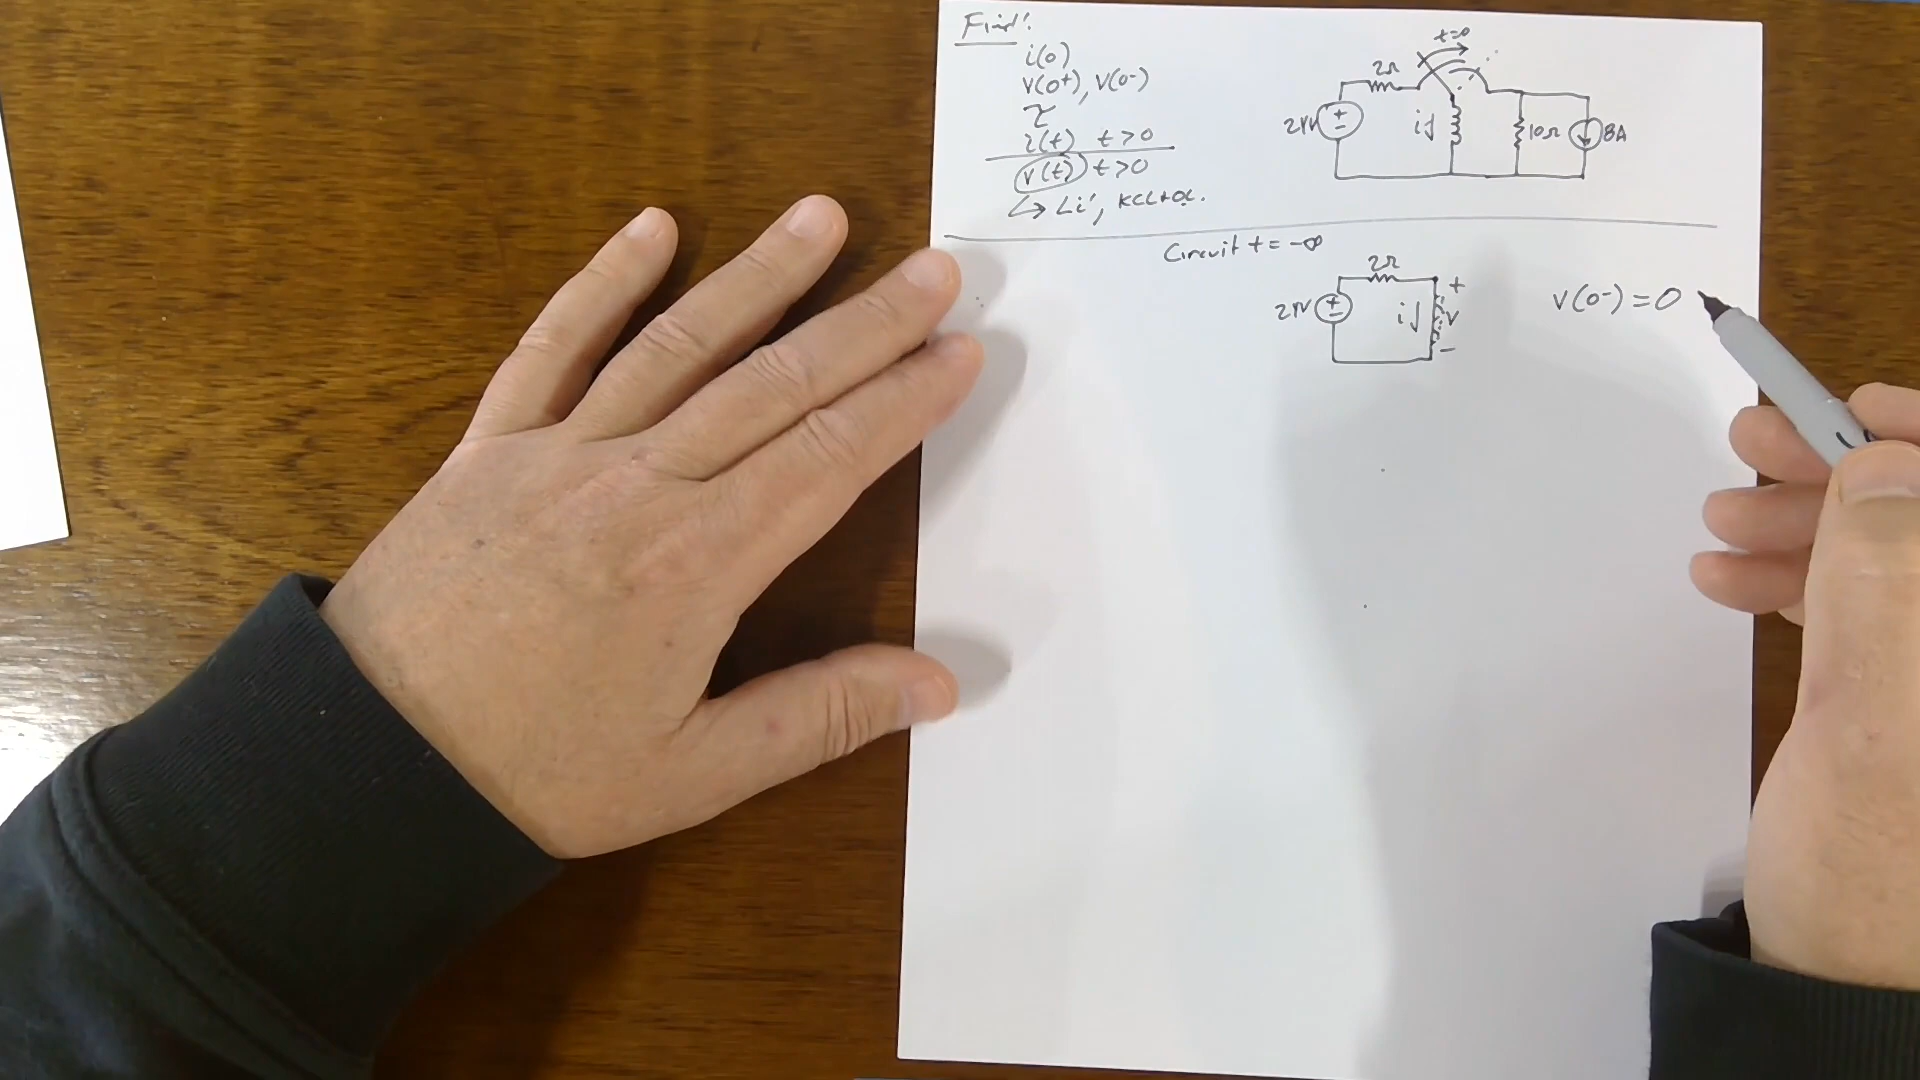 Find:
i(0)
v(0+), v(0-)
τ
i(t) t>0
v(t) t>0
↳ Li', KCL+Ω.
t=0
2Ω
24V
+
-
i↓
10Ω
8A
Circuit t = -∞
2Ω
24V
+
-
i↓
+
v
-
v(0-) = 0